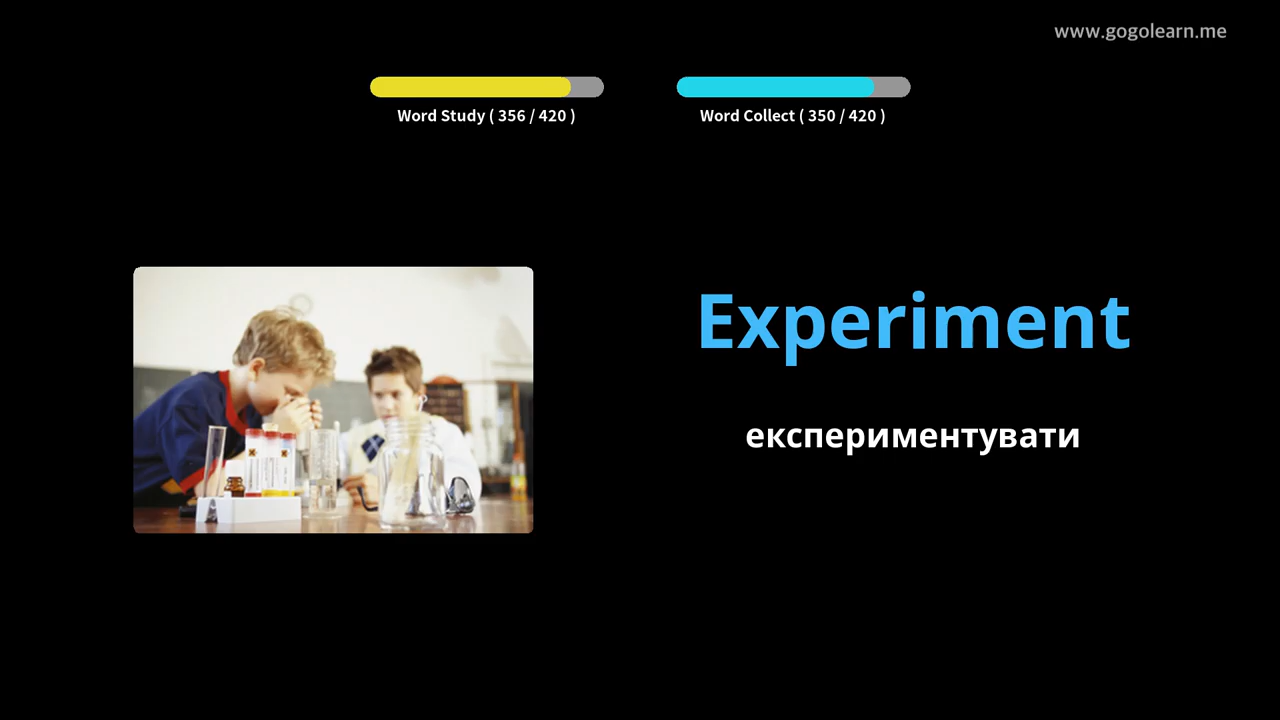 www.gogolearn.me
Word Study ( 356 / 420 )
Word Collect ( 350 / 420 )
Experiment
експериментувати